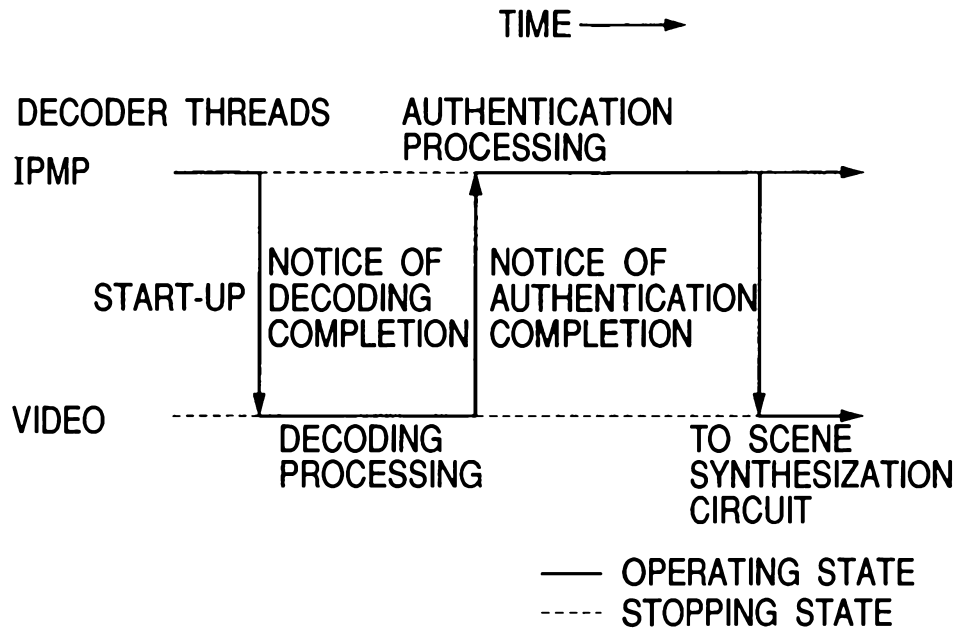 TIME
DECODER THREADS
AUTHENTICATION
PROCESSING
IPMP
START-UP
NOTICE OF
DECODING
COMPLETION
NOTICE OF
AUTHENTICATION
COMPLETION
VIDEO
DECODING
PROCESSING
TO SCENE
SYNTHESIZATION
CIRCUIT
OPERATING STATE
STOPPING STATE